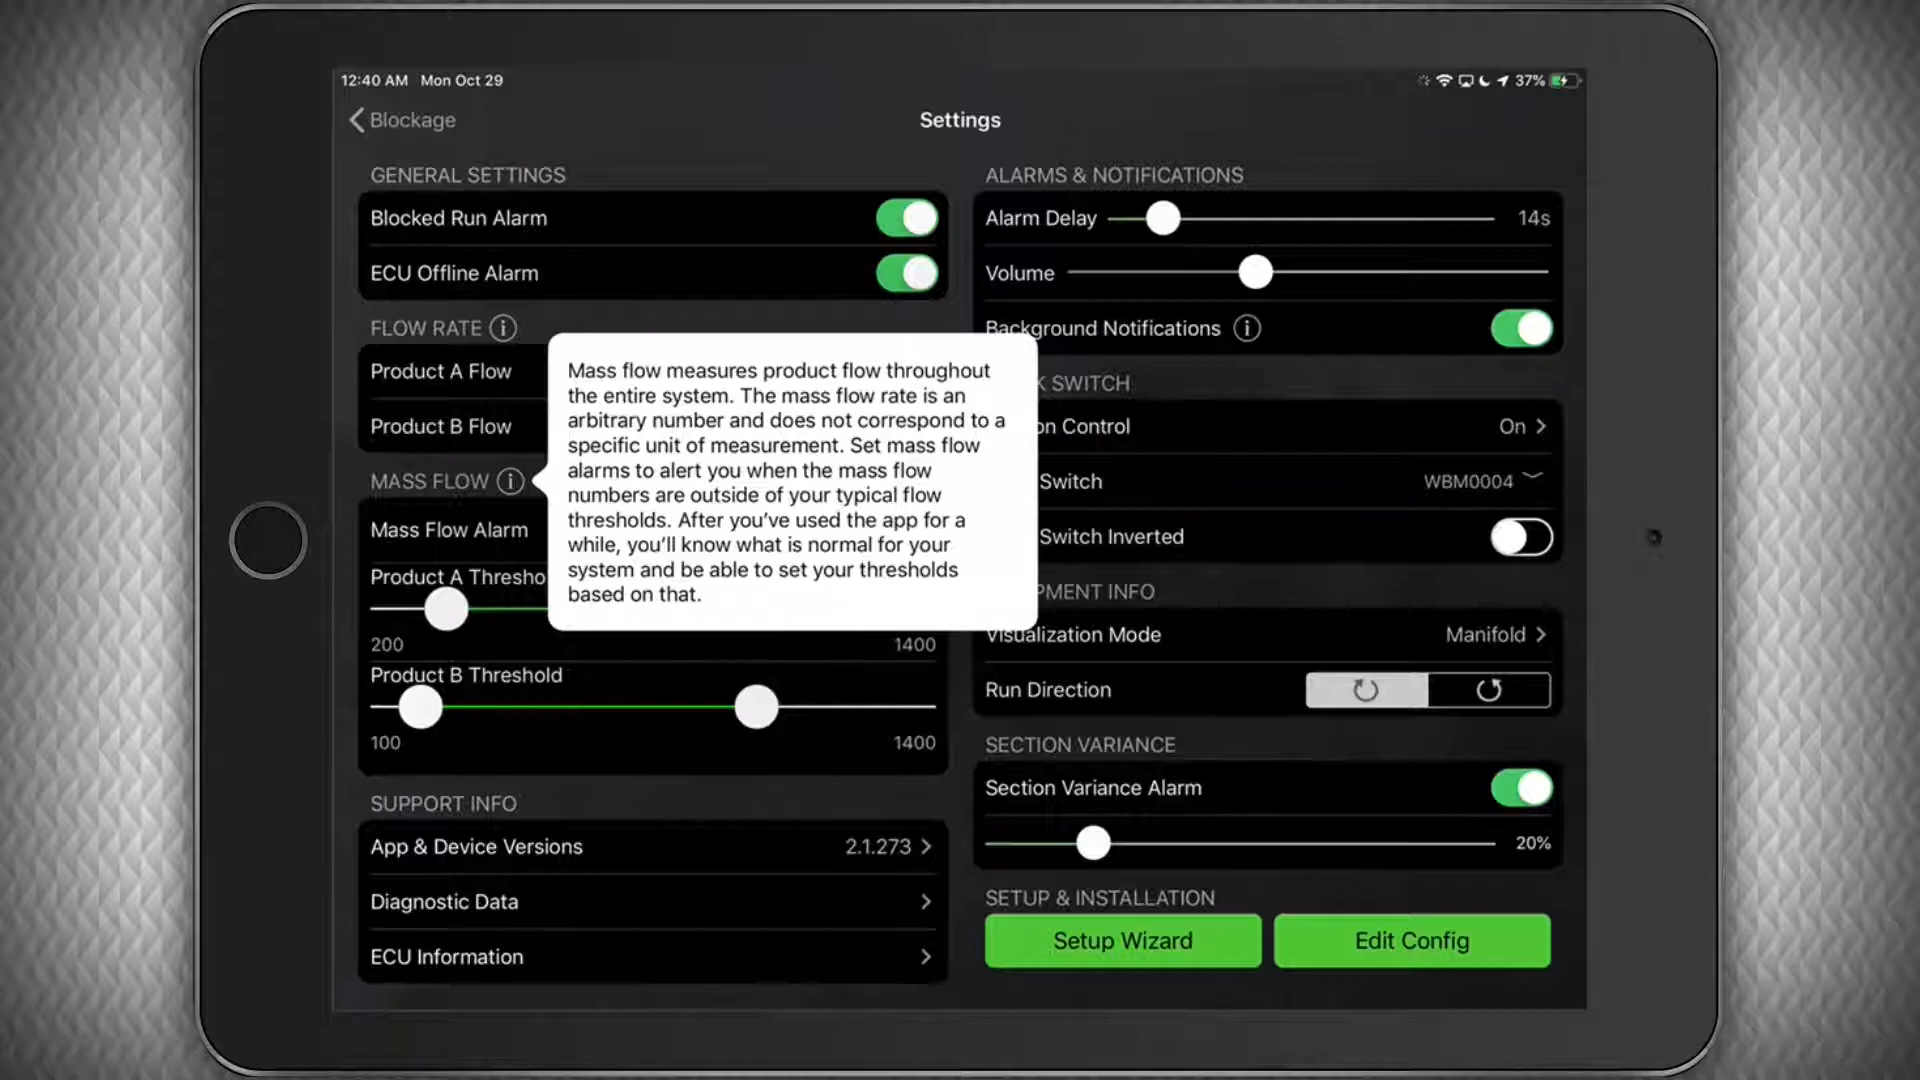 12:40 AM Mon Oct 29
37%
Blockage
Settings
GENERAL SETTINGS
Blocked Run Alarm
ECU Offline Alarm
FLOW RATE
Product A Flow
Product B Flow
MASS FLOW
Mass Flow Alarm
Product A Thresho
200
1400
Product B Threshold
100
1400
SUPPORT INFO
App & Device Versions
2.1.273
Diagnostic Data
ECU Information
Mass flow measures product flow throughout
the entire system. The mass flow rate is an
arbitrary number and does not correspond to a
specific unit of measurement. Set mass flow
alarms to alert you when the mass flow
numbers are outside of your typical flow
thresholds. After you’ve used the app for a
while, you’ll know what is normal for your
system and be able to set your thresholds
based on that.
ALARMS & NOTIFICATIONS
Alarm Delay
14s
Volume
Background Notifications
K SWITCH
on Control
On
Switch
WBM0004
Switch Inverted
PMENT INFO
Visualization Mode
Manifold
Run Direction
SECTION VARIANCE
Section Variance Alarm
20%
SETUP & INSTALLATION
Setup Wizard
Edit Config